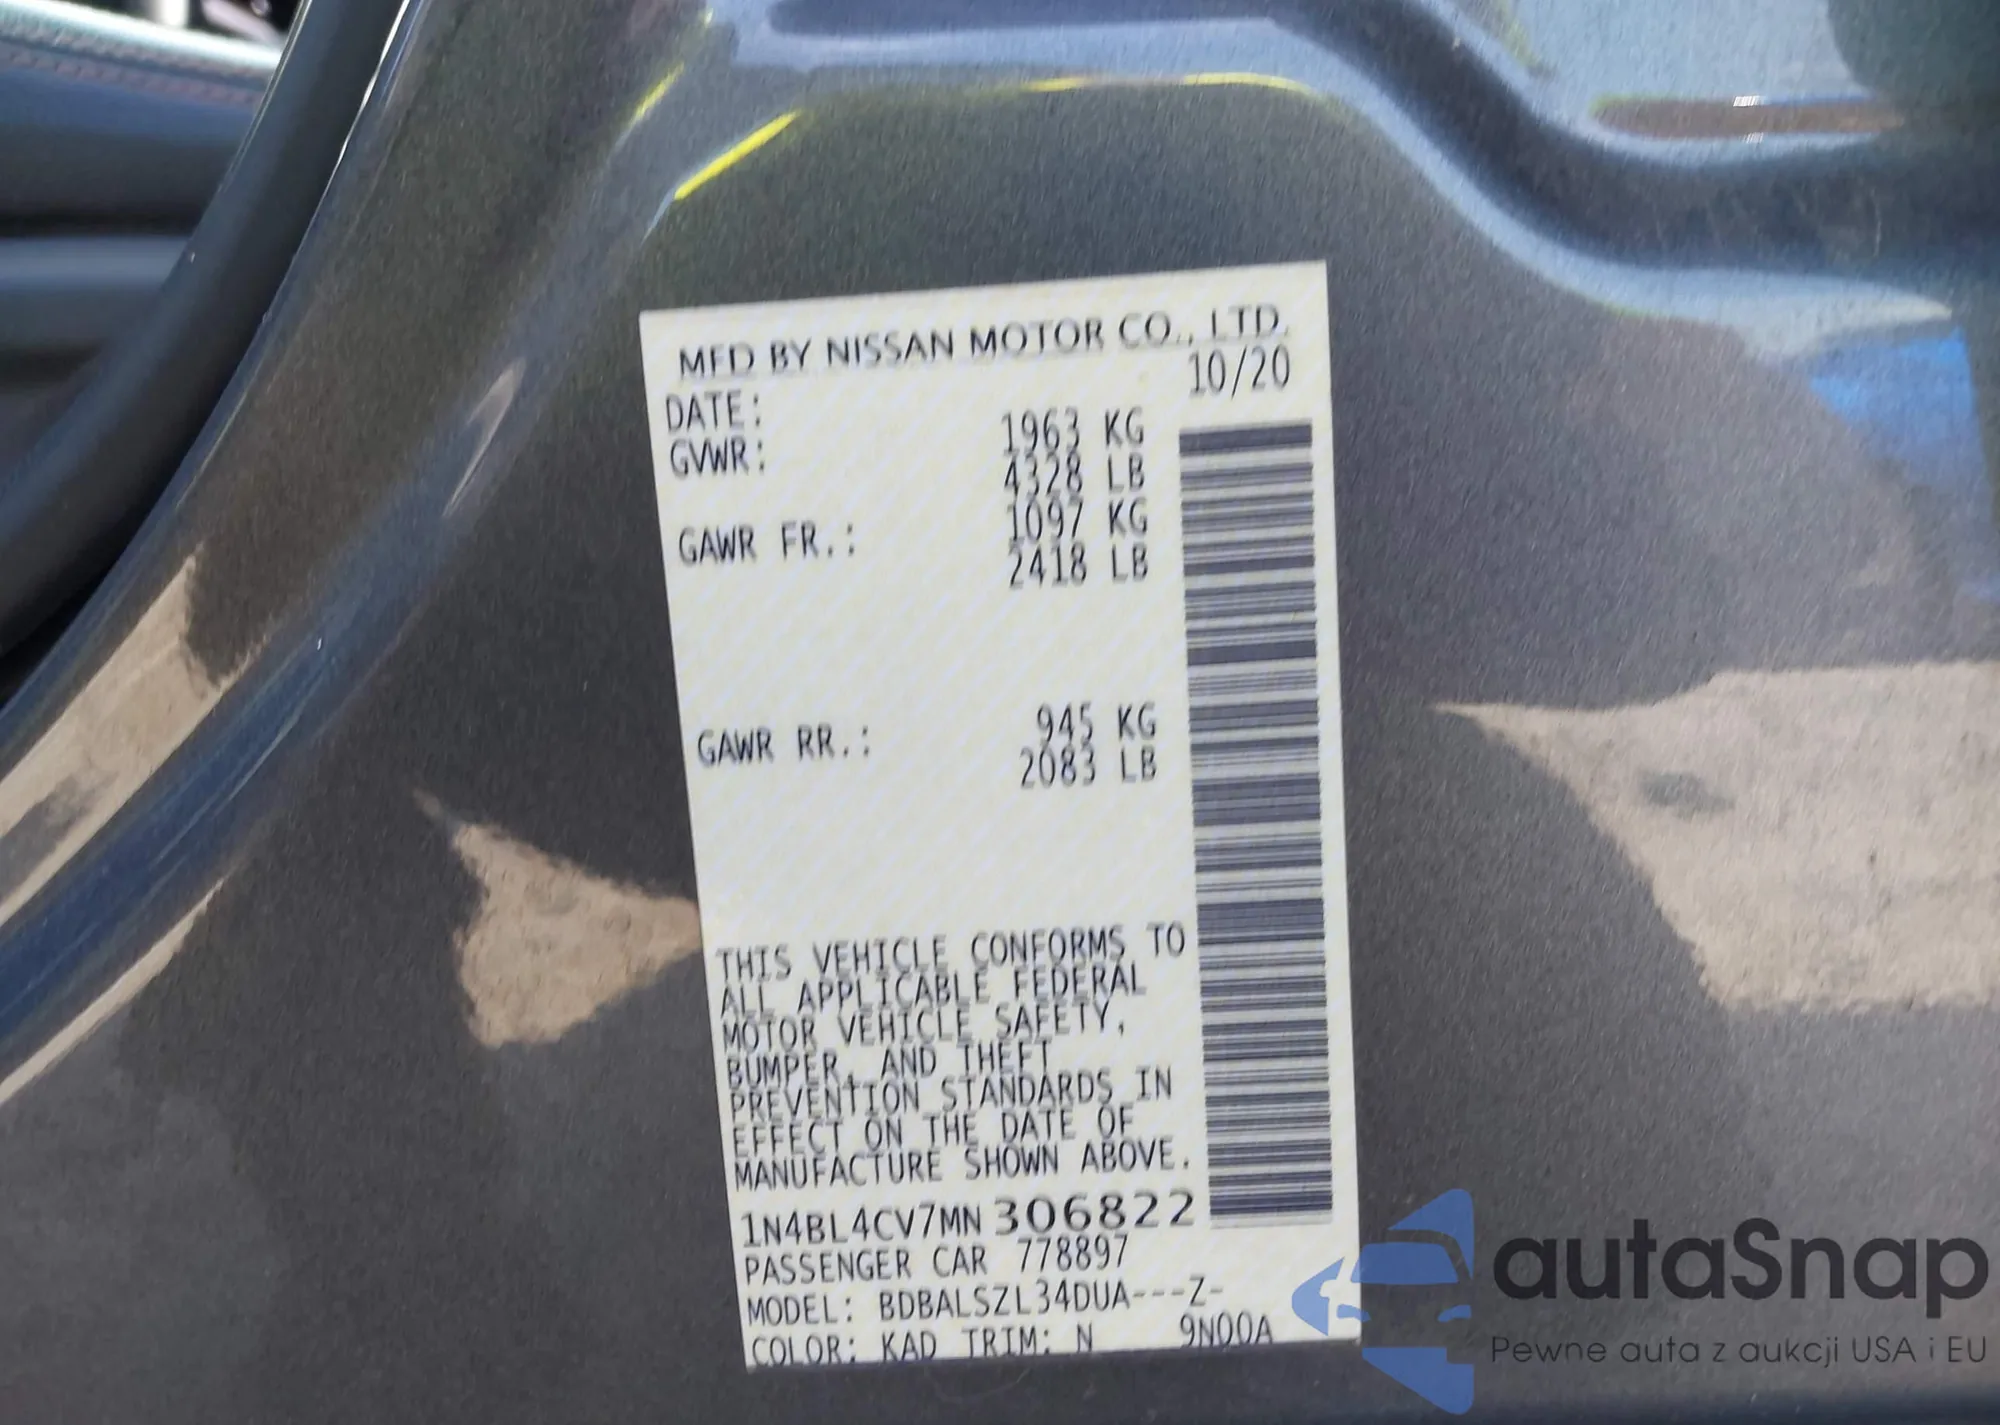 MFD BY NISSAN MOTOR CO., LTD.
DATE: 10/20
GVWR: 1963 KG
4328 LB
GAWR FR.: 1097 KG
2418 LB
GAWR RR.: 945 KG
2083 LB
THIS VEHICLE CONFORMS TO
ALL APPLICABLE FEDERAL
MOTOR VEHICLE SAFETY,
BUMPER, AND THEFT
PREVENTION STANDARDS IN
EFFECT ON THE DATE OF
MANUFACTURE SHOWN ABOVE.
1N4BL4CV7MN306822
PASSENGER CAR 778897
MODEL: BDBALSZL34DUA---Z-
COLOR: KAD TRIM: N 9N00A
autaSnap
Pewne auta z aukcji USA i EU